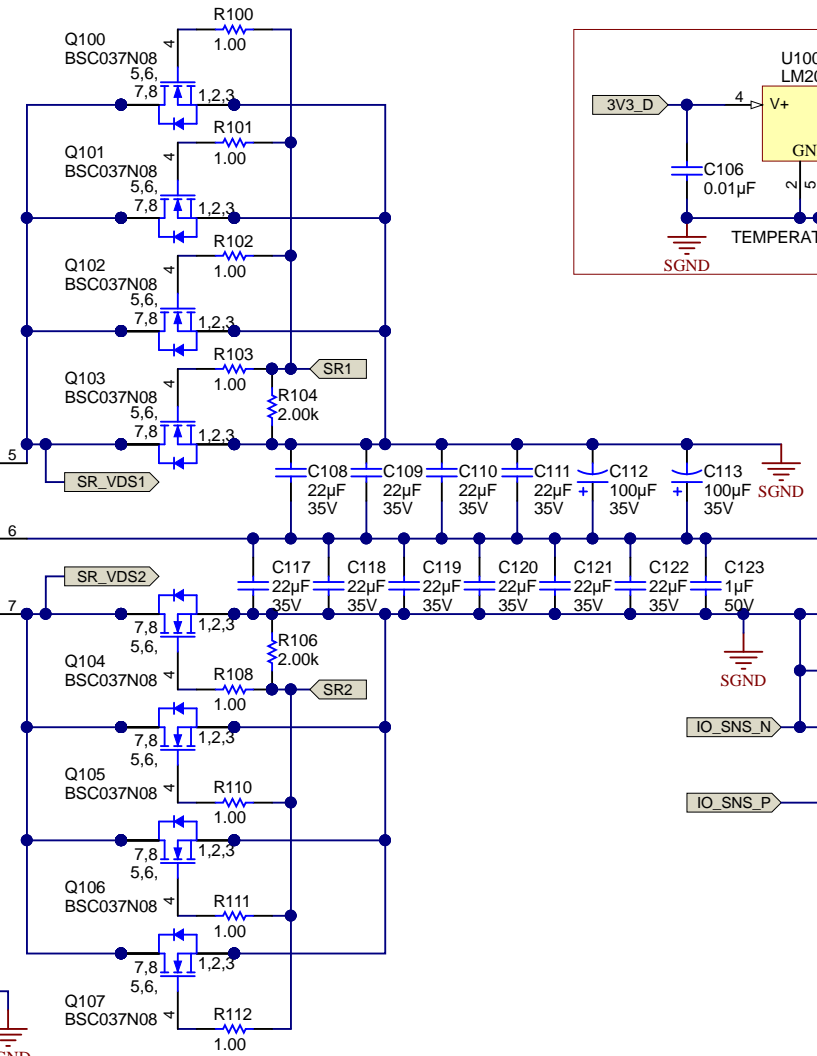 R100
1.00
Q100
BSC037N08
4
5,6,
7,8
1,2,3
R101
1.00
Q101
BSC037N08
4
5,6,
7,8
1,2,3
R102
1.00
Q102
BSC037N08
4
5,6,
7,8
1,2,3
R103
1.00
Q103
BSC037N08
4
5,6,
7,8
1,2,3
SR1
R104
2.00k
5
SR_VDS1
3V3_D
4
V+
U100
LM20
GN
2
5
C106
0.01µF
SGND
TEMPERAT
C108
22µF
35V
C109
22µF
35V
C110
22µF
35V
C111
22µF
35V
C112
100µF
35V
+
C113
100µF
35V
+
SGND
6
C117
22µF
35V
C118
22µF
35V
C119
22µF
35V
C120
22µF
35V
C121
22µF
35V
C122
22µF
35V
C123
1µF
50V
SR_VDS2
7
7,8
5,6,
1,2,3
Q104
BSC037N08
4
R108
1.00
R106
2.00k
SR2
SGND
7,8
5,6,
1,2,3
Q105
BSC037N08
4
R110
1.00
IO_SNS_N
IO_SNS_P
7,8
5,6,
1,2,3
Q106
BSC037N08
4
R111
1.00
7,8
5,6,
1,2,3
Q107
BSC037N08
4
R112
1.00